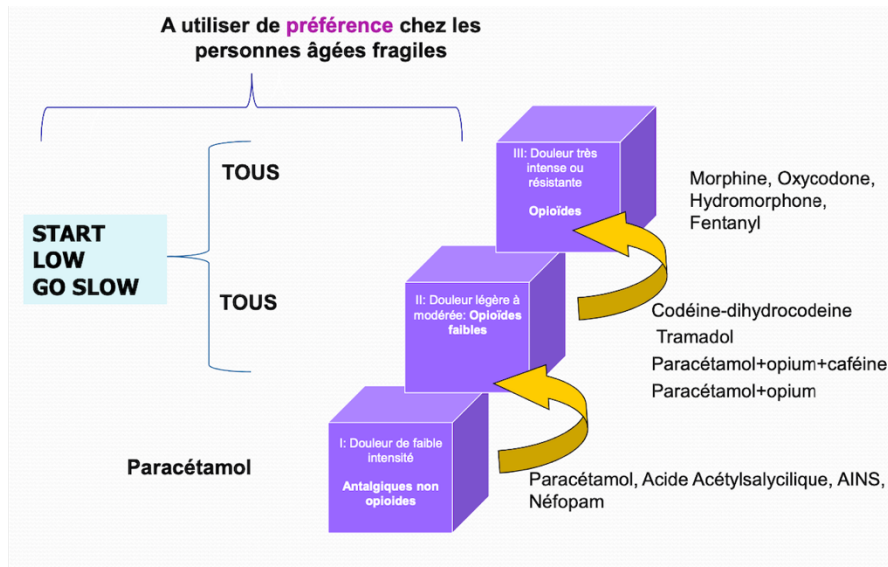 A utiliser de préférence chez les
personnes âgées fragiles
TOUS
START
LOW
GO SLOW
TOUS
Paracétamol
III: Douleur très
intense ou
résistante
Opioïdes
Morphine, Oxycodone,
Hydromorphone,
Fentanyl
II: Douleur légère à
modérée: Opioïdes
faibles
Codéine-dihydrocodeine
Tramadol
Paracétamol+opium+caféine
Paracétamol+opium
I: Douleur de faible
intensité
Antalgiques non
opioides
Paracétamol, Acide Acétylsalycilique, AINS,
Néfopam